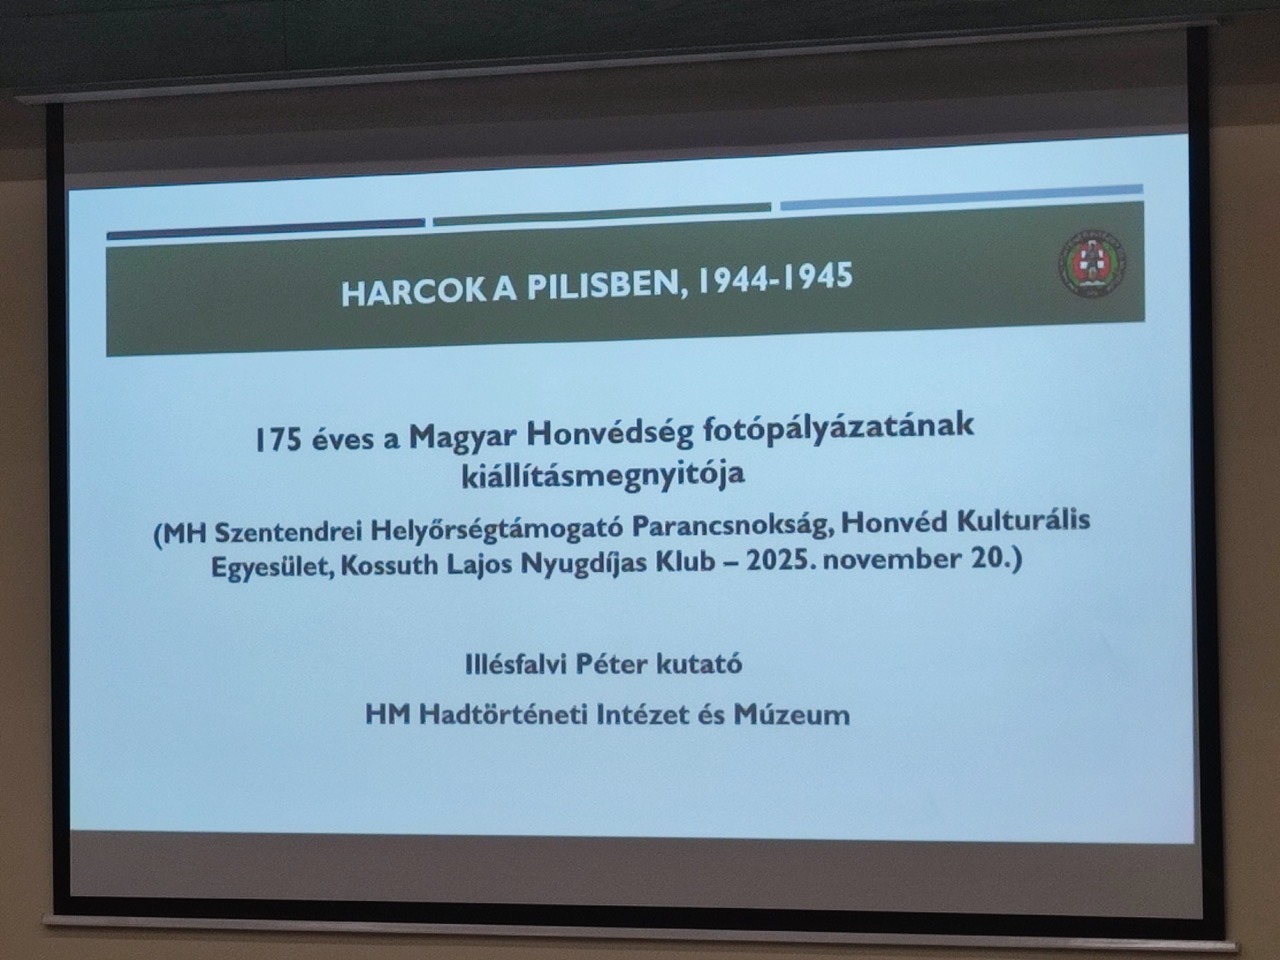 HARCOK A PILISBEN, 1944-1945
175 éves a Magyar Honvédség fotópályázatának
kiállításmegnyitója
(MH Szentendrei Helyőrségtámogató Parancsnokság, Honvéd Kulturális
Egyesület, Kossuth Lajos Nyugdíjas Klub – 2025. november 20.)
Illésfalvi Péter kutató
HM Hadtörténeti Intézet és Múzeum